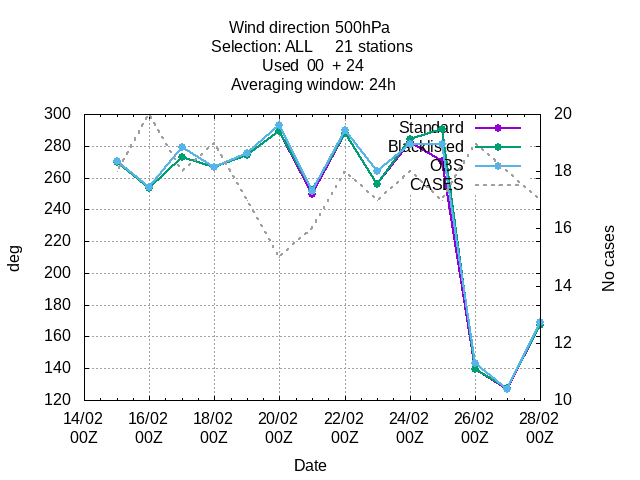 Wind direction 500hPa
Selection: ALL 21 stations
Used 00 + 24
Averaging window: 24h
300 20
Standard
280 Blacklisted
OBS 18
260 CASES
240
16
220
200
14
180
160
12
140
120 10
deg
No cases
14/02 16/02 18/02 20/02 22/02 24/02 26/02 28/02
00Z 00Z 00Z 00Z 00Z 00Z 00Z 00Z
Date